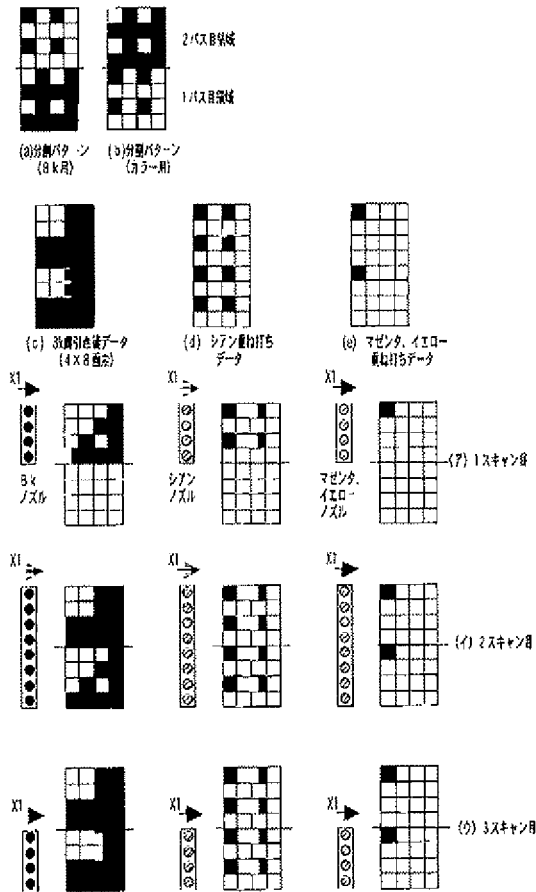 2パス目領域
1パス目領域
(a)分割パターン
(Bk用)
(b)分割パターン
(カラー用)
(c) Bk間引き後データ
(4×8画素)
(d) シアン重ね打ち
データ
(e) マゼンタ、イエロー
重ね打ちデータ
X1
X1
X1
Bk
ノズル
シアン
ノズル
マゼンタ、
イエロー
ノズル
(ア) 1スキャン目
X1
X1
X1
(イ) 2スキャン目
X1
X1
X1
(ウ) 3スキャン目